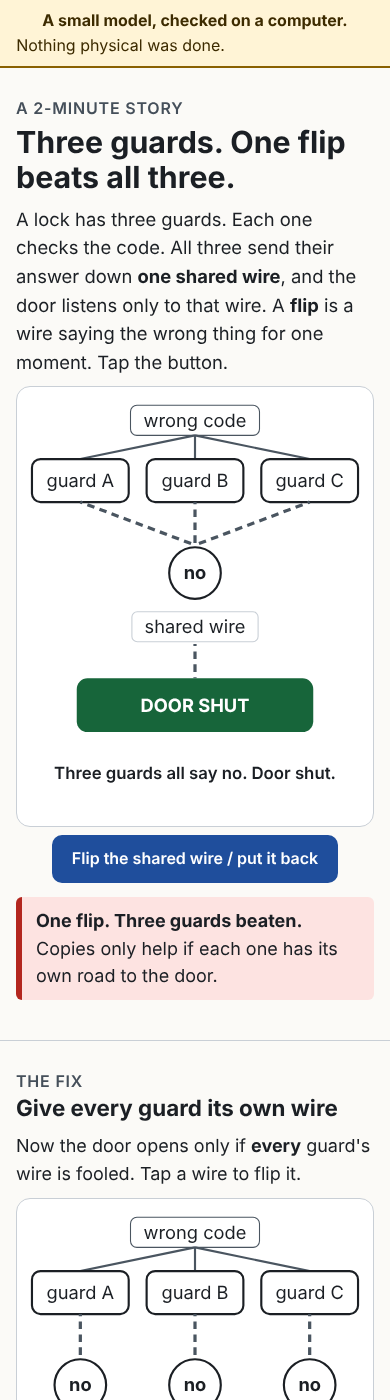 A small model, checked on a computer.
Nothing physical was done.
A 2-MINUTE STORY
Three guards. One flip
beats all three.
A lock has three guards. Each one
checks the code. All three send their
answer down one shared wire, and the
door listens only to that wire. A flip is a
wire saying the wrong thing for one
moment. Tap the button.
wrong code
guard A
guard B
guard C
no
shared wire
DOOR SHUT
Three guards all say no. Door shut.
Flip the shared wire / put it back
One flip. Three guards beaten.
Copies only help if each one has its
own road to the door.
THE FIX
Give every guard its own wire
Now the door opens only if every guard's
wire is fooled. Tap a wire to flip it.
wrong code
guard A
guard B
guard C
no
no
no